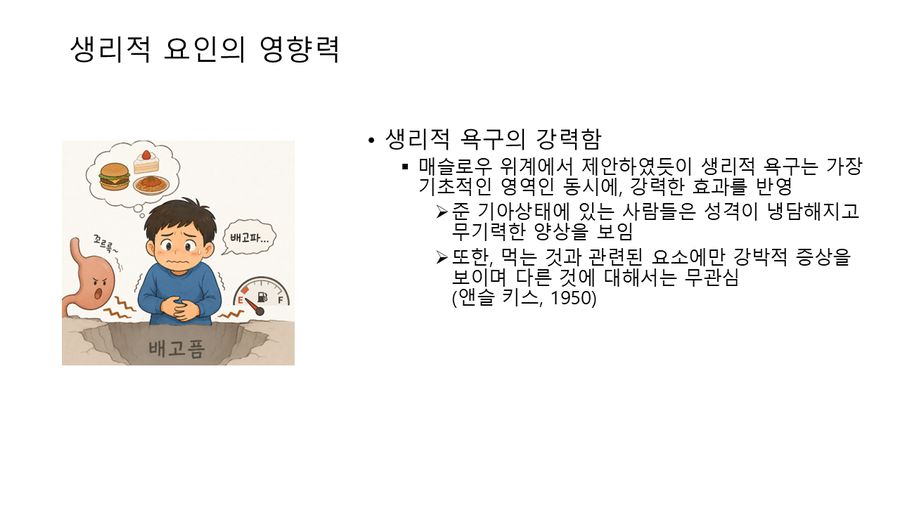 생리적 요인의 영향력
꼬르륵~
배고파...
E
F
배고픔
• 생리적 욕구의 강력함
▪ 매슬로우 위계에서 제안하였듯이 생리적 욕구는 가장
기초적인 영역인 동시에, 강력한 효과를 반영
➢ 준 기아상태에 있는 사람들은 성격이 냉담해지고
무기력한 양상을 보임
➢ 또한, 먹는 것과 관련된 요소에만 강박적 증상을
보이며 다른 것에 대해서는 무관심
(앤슬 키스, 1950)